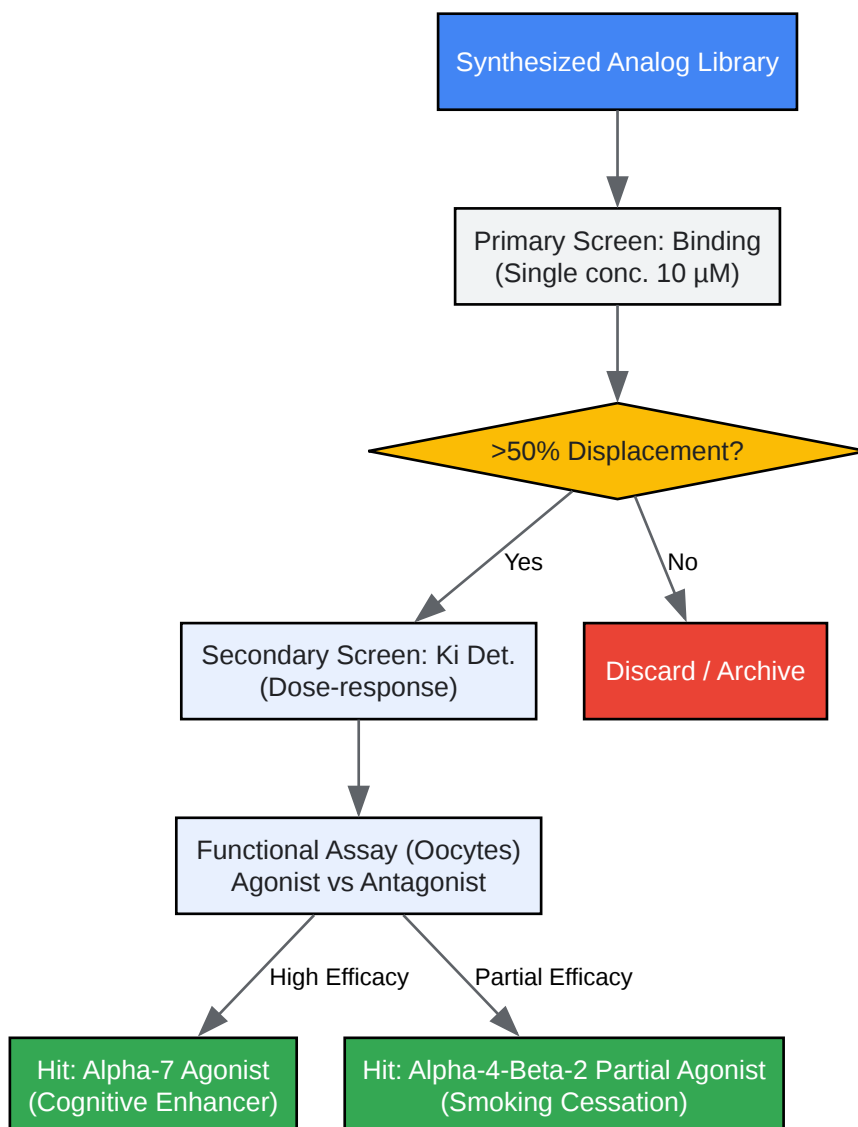 Synthesized Analog Library
Primary Screen: Binding
(Single conc. 10 µM)
>50% Displacement?
Yes
No
Secondary Screen: Ki Det.
(Dose-response)
Discard / Archive
Functional Assay (Oocytes)
Agonist vs Antagonist
High Efficacy
Partial Efficacy
Hit: Alpha-7 Agonist
(Cognitive Enhancer)
Hit: Alpha-4-Beta-2 Partial Agonist
(Smoking Cessation)